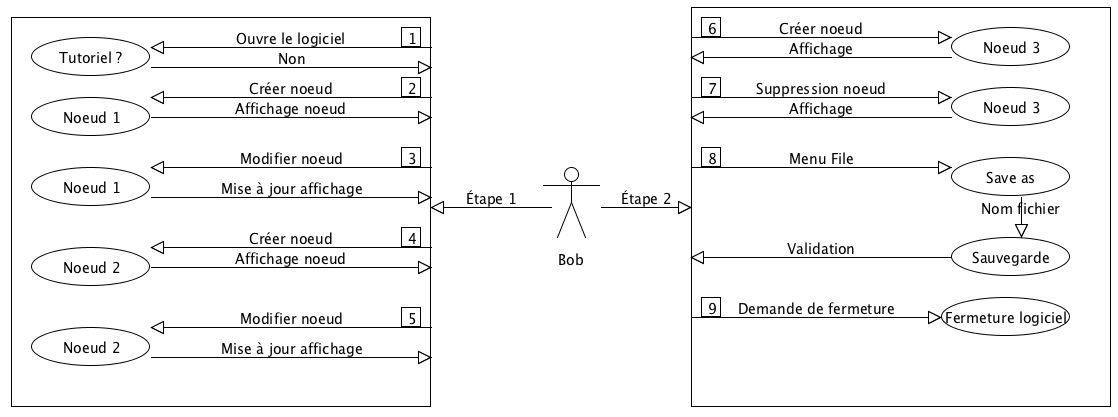 Ouvre le logiciel
1
Tutoriel ?
Non
Créer noeud
2
Noeud 1
Affichage noeud
Modifier noeud
3
Noeud 1
Mise à jour affichage
Créer noeud
4
Noeud 2
Affichage noeud
Modifier noeud
5
Noeud 2
Mise à jour affichage
Étape 1
Étape 2
Bob
6
Créer noeud
Noeud 3
Affichage
7
Suppression noeud
Noeud 3
Affichage
8
Menu File
Save as
Nom fichier
Validation
Sauvegarde
9
Demande de fermeture
Fermeture logiciel